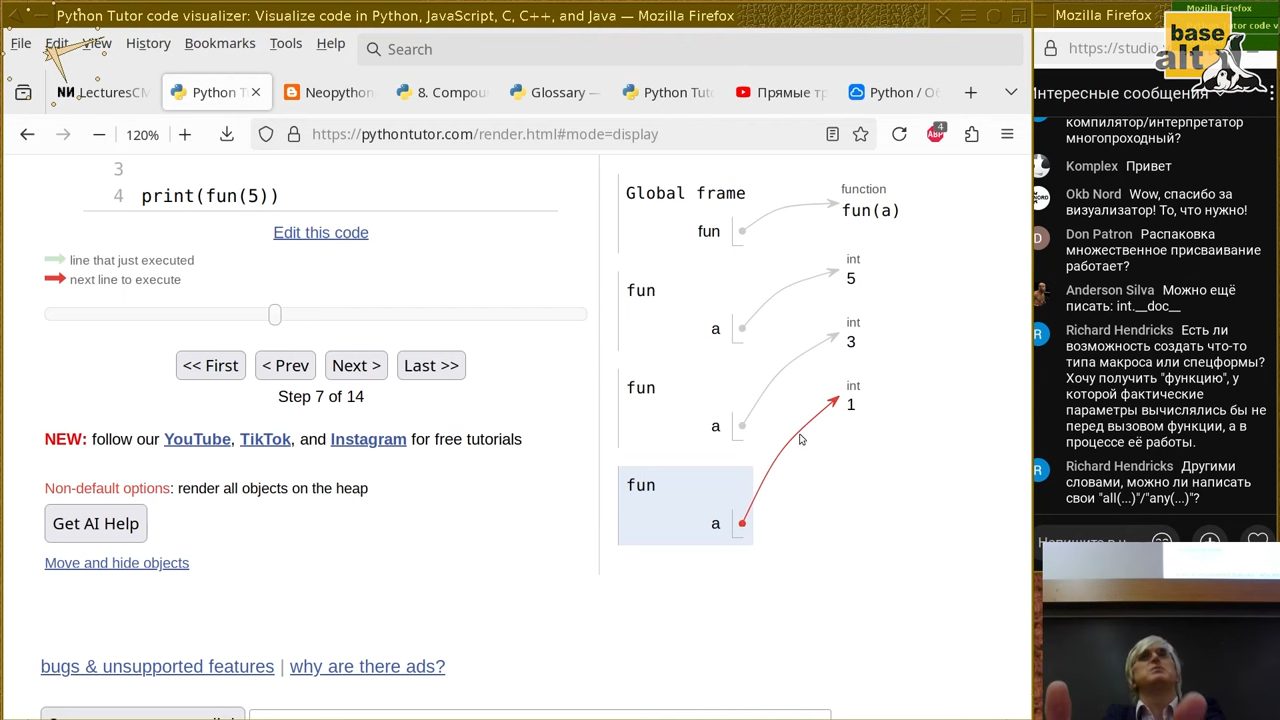 Python Tutor code visualizer: Visualize code in Python, JavaScript, C, C++, and Java — Mozilla Firefox
Mozilla Firefox
Mozilla Firefox
base
alt
File Edit View History Bookmarks Tools Help
Search
https://studio
LecturesCM
Python T
Neopython
8. Compou
Glossary —
Python Tut
Прямые тр
Python / Об
Интересные сообщения
120%
https://pythontutor.com/render.html#mode=display
4
ABP
3
4 print(fun(5))
Edit this code
line that just executed
next line to execute
<< First
< Prev
Next >
Last >>
Step 7 of 14
NEW: follow our YouTube, TikTok, and Instagram for free tutorials
Non-default options: render all objects on the heap
Get AI Help
Move and hide objects
bugs & unsupported features | why are there ads?
Global frame
fun
function
fun(a)
fun
a
int
5
fun
a
int
3
fun
a
int
1
компилятор/интерпретатор
многопроходный?
Komplex Привет
Okb Nord Wow, спасибо за
визуализатор! То, что нужно!
D
Don Patron Распаковка
множественное присваивание
работает?
Anderson Silva Можно ещё
писать: int.__doc__
R
Richard Hendricks Есть ли
возможность создать что-то
типа макроса или спецформы?
Хочу получить "функцию", у
которой фактические
параметры вычислялись бы не
перед вызовом функции, а в
процессе её работы.
R
Richard Hendricks Другими
словами, можно ли написать
свои "all(...)"/"any(...)"?